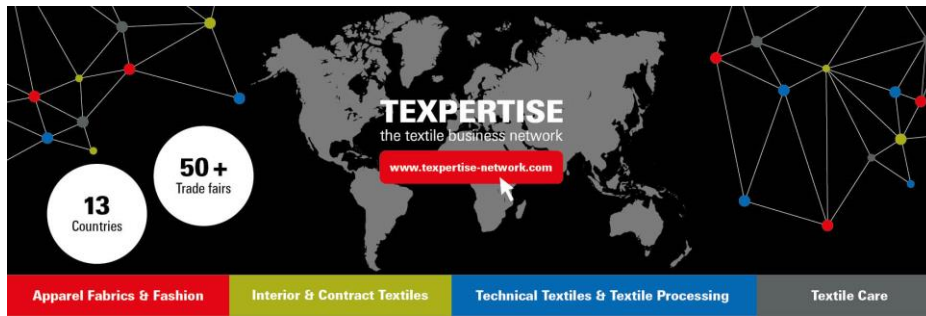 TEXPERTISE
the textile business network
www.texpertise-network.com
50 +
Trade fairs
13
Countries
Apparel Fabrics & Fashion
Interior & Contract Textiles
Technical Textiles & Textile Processing
Textile Care